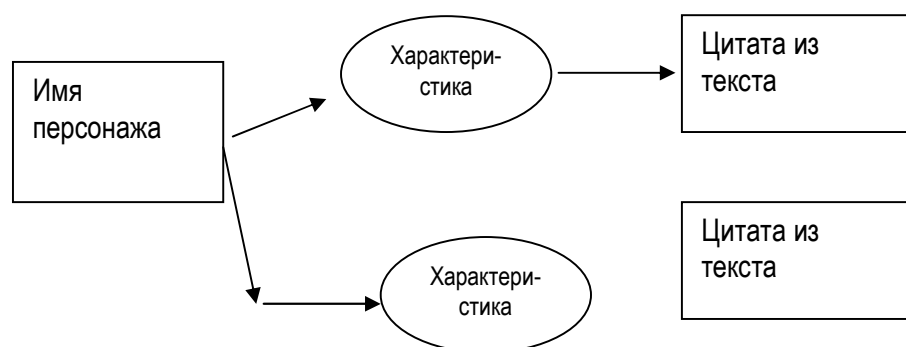 Имя
персонажа
Характери-
стика
Цитата из
текста
Характери-
стика
Цитата из
текста